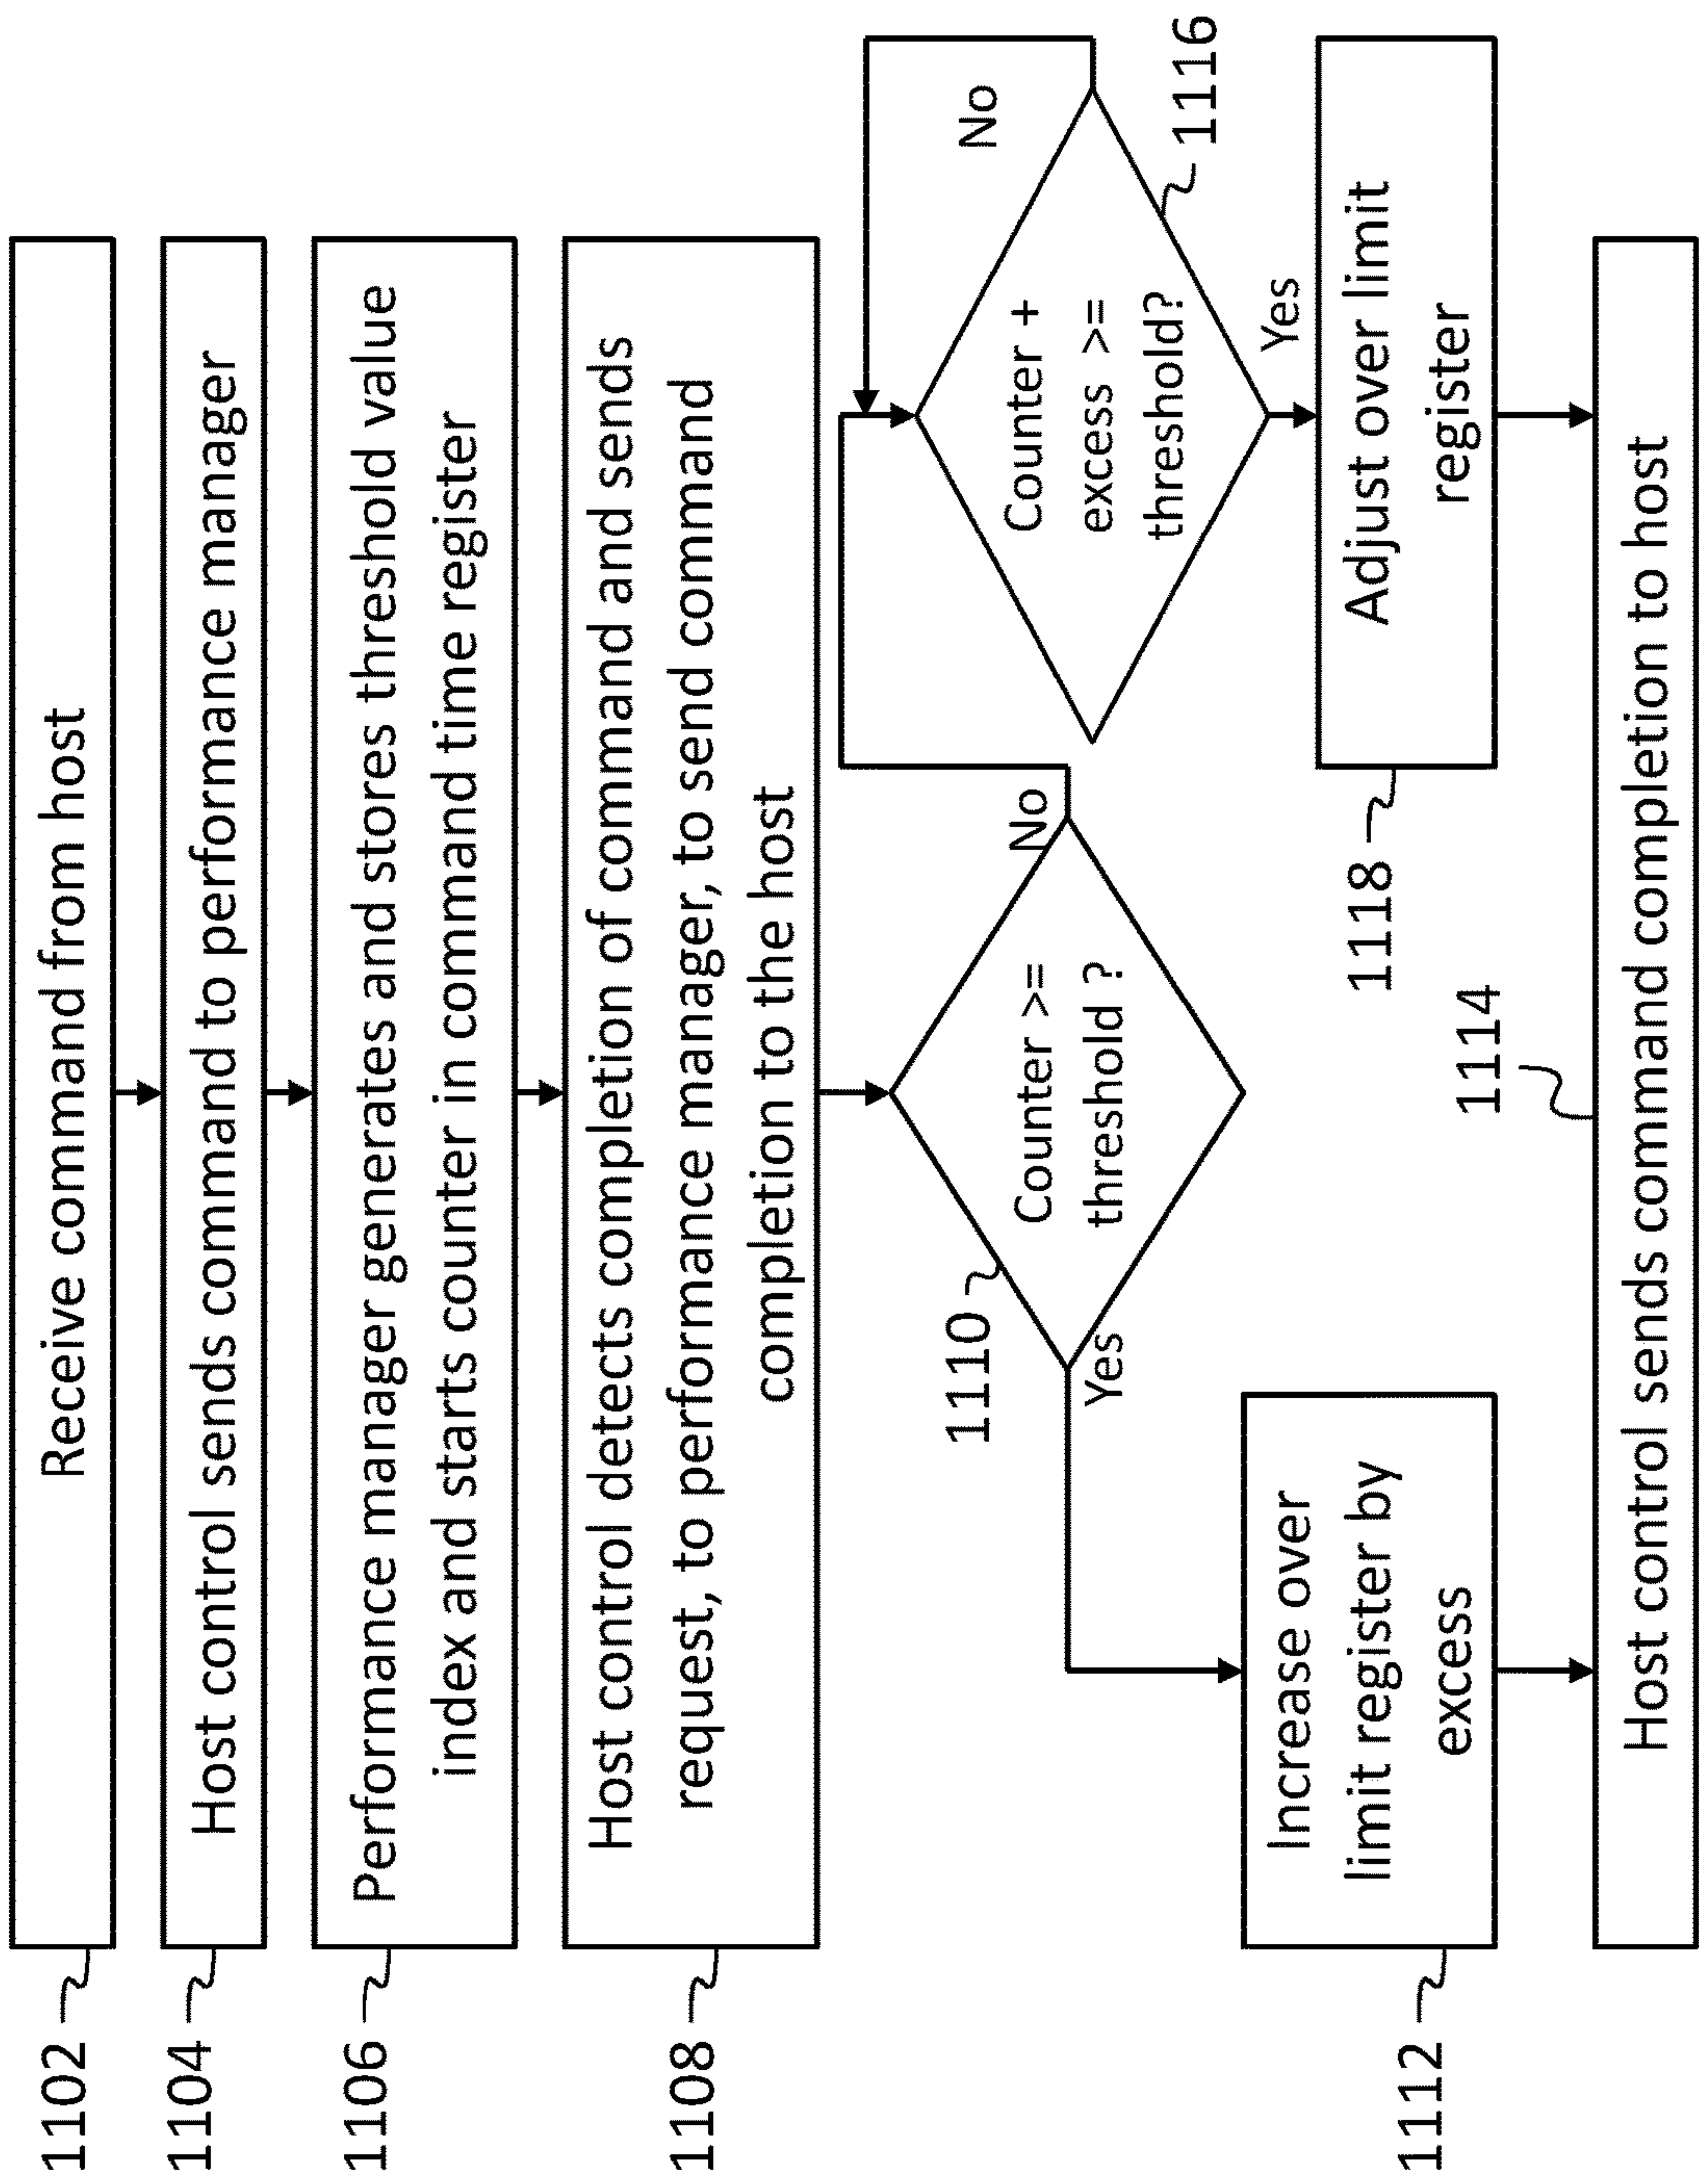 1102
Receive command from host
1104
Host control sends command to performance manager
1106
Performance manager generates and stores threshold value
index and starts counter in command time register
1108
Host control detects completion of command and sends
request, to performance manager, to send command
completion to the host
1110
Counter >=
threshold ?
Yes
No
Counter +
excess >=
threshold?
No
1116
Yes
1112
Increase over
limit register by
excess
1118
Adjust over limit
register
1114
Host control sends command completion to host